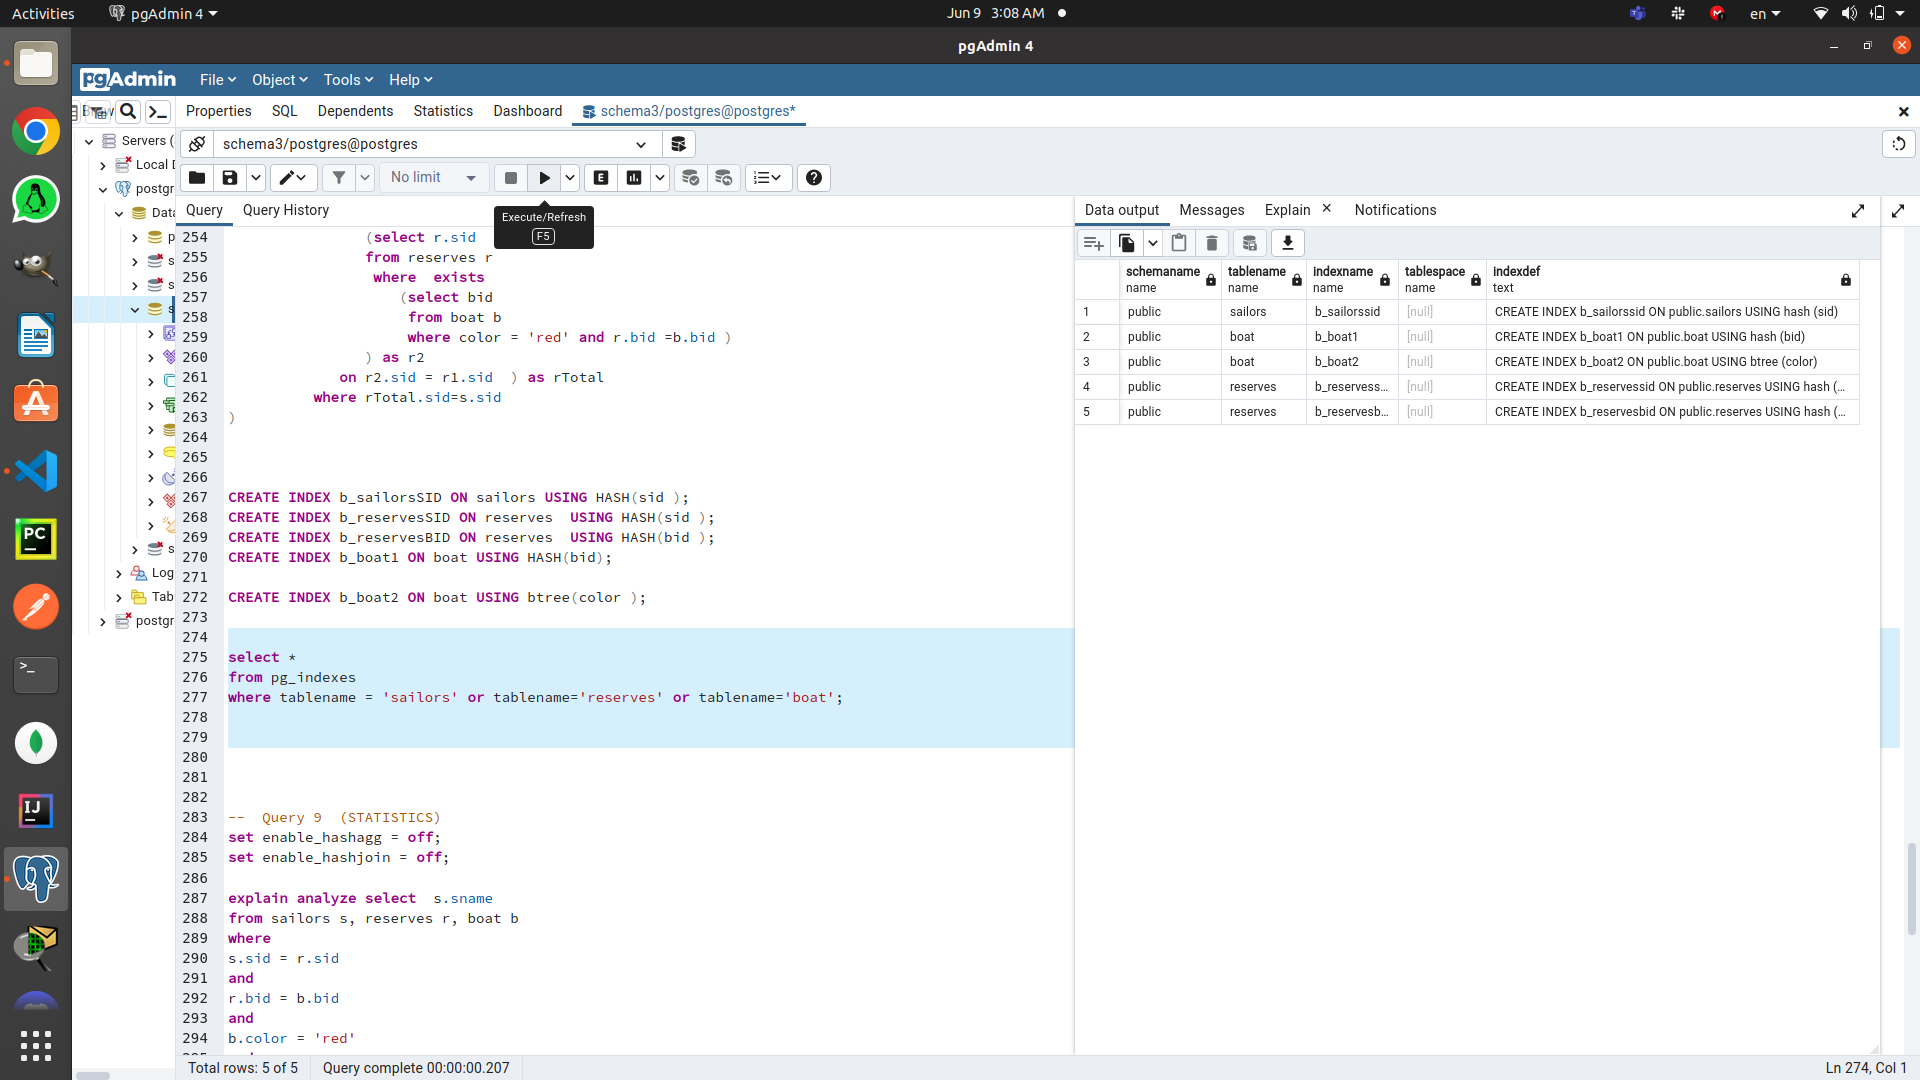 Activities
pgAdmin 4
Jun 9 3:08 AM
en
pgAdmin 4
pgAdmin
File
Object
Tools
Help
Properties
SQL
Dependents
Statistics
Dashboard
schema3/postgres@postgres*
schema3/postgres@postgres
No limit
Servers (
Local D
postgr
Data
p
s
s
s
s
Log
Tab
postgr
Query
Query History
Execute/Refresh
F5
254 (select r.sid
255 from reserves r
256 where  exists
257 (select bid
258 from boat b
259 where color = 'red' and r.bid =b.bid )
260 ) as r2
261 on r2.sid = r1.sid  ) as rTotal
262 where rTotal.sid=s.sid
263 )
264
265
266
267 CREATE INDEX b_sailorsSID ON sailors USING HASH(sid );
268 CREATE INDEX b_reservesSID ON reserves  USING HASH(sid );
269 CREATE INDEX b_reservesBID ON reserves  USING HASH(bid );
270 CREATE INDEX b_boat1 ON boat USING HASH(bid);
271
272 CREATE INDEX b_boat2 ON boat USING btree(color );
273
274
275 select *
276 from pg_indexes
277 where tablename = 'sailors' or tablename='reserves' or tablename='boat';
278
279
280
281
282
283 --  Query 9  (STATISTICS)
284 set enable_hashagg = off;
285 set enable_hashjoin = off;
286
287 explain analyze select  s.sname
288 from sailors s, reserves r, boat b
289 where
290 s.sid = r.sid
291 and
292 r.bid = b.bid
293 and
294 b.color = 'red'
Data output
Messages
Explain
Notifications
schemaname name
tablename name
indexname name
tablespace name
indexdef text
1 public sailors b_sailorssid [null] CREATE INDEX b_sailorssid ON public.sailors USING hash (sid)
2 public boat b_boat1 [null] CREATE INDEX b_boat1 ON public.boat USING hash (bid)
3 public boat b_boat2 [null] CREATE INDEX b_boat2 ON public.boat USING btree (color)
4 public reserves b_reservess... [null] CREATE INDEX b_reservessid ON public.reserves USING hash (...
5 public reserves b_reservesb... [null] CREATE INDEX b_reservesbid ON public.reserves USING hash (...
Total rows: 5 of 5
Query complete 00:00:00.207
Ln 274, Col 1
PC
IJ